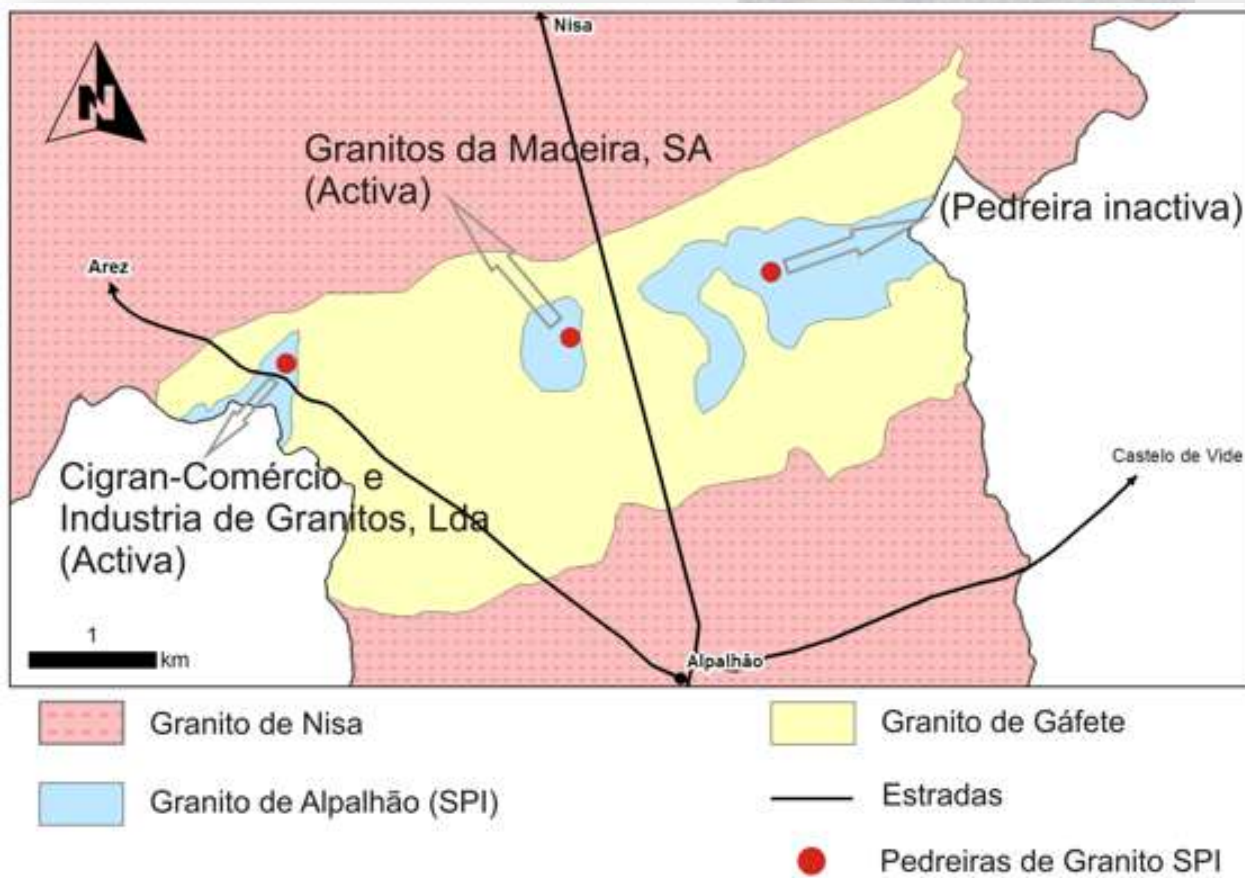 Nisa
N
Granitos da Maceira, SA
(Activa)
(Pedreira inactiva)
Arez
Cigran-Comércio e
Industria de Granitos, Lda
(Activa)
Castelo de Vide
1
km
Alpalhão
Granito de Nisa
Granito de Gáfete
Granito de Alpalhão (SPI)
Estradas
Pedreiras de Granito SPI